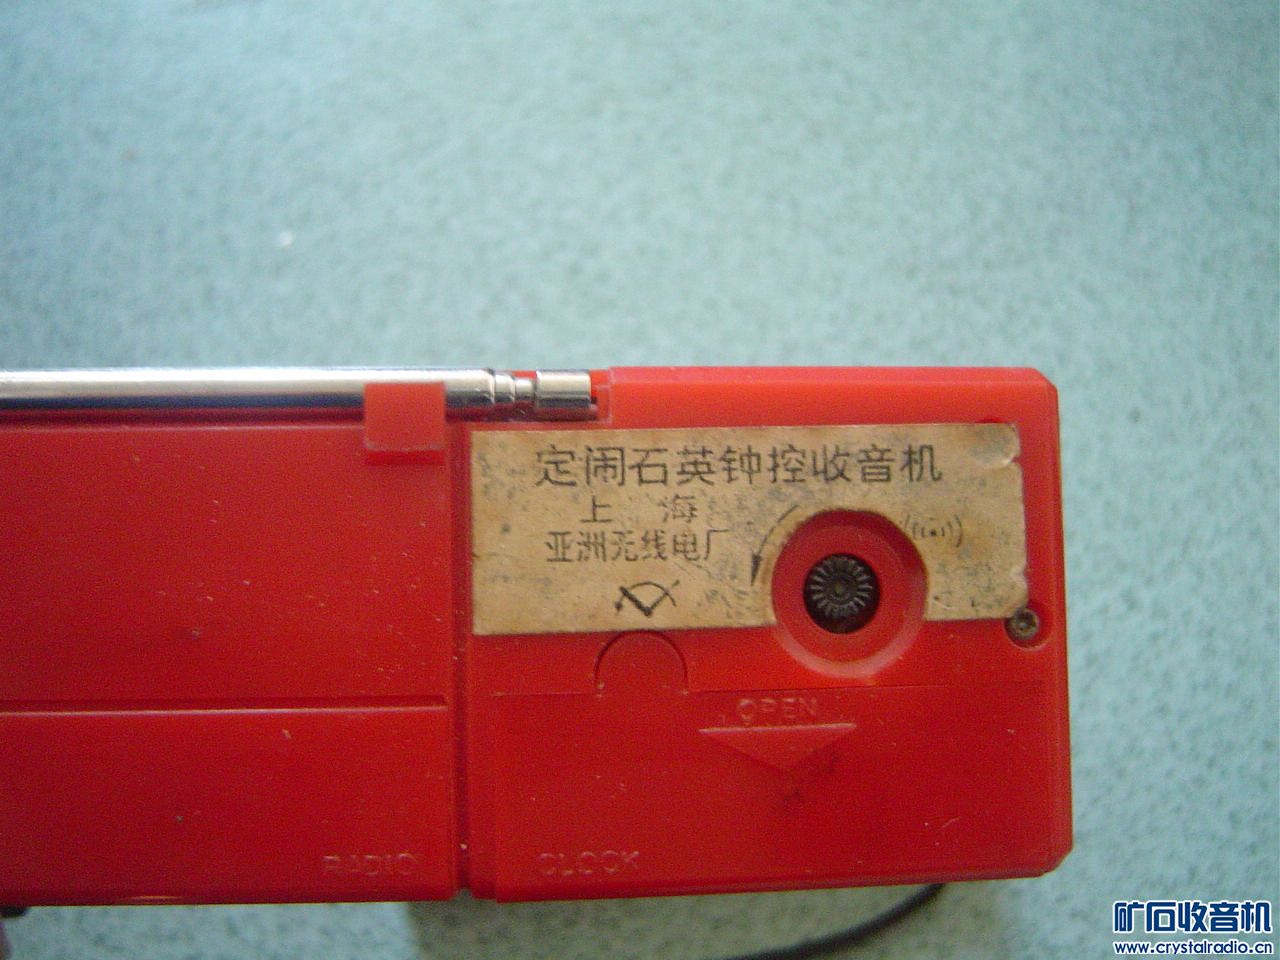 定闹石英钟控收音机
上 海
亚洲无线电厂
OPEN
RADIO
CLOCK
矿石收音机
www.crystalradio.cn